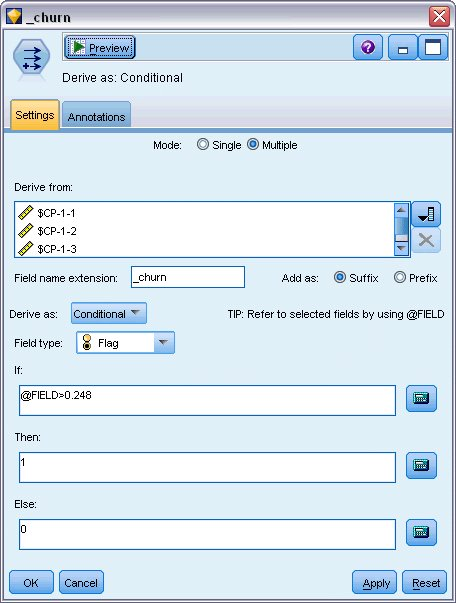 _churn
Preview
Derive as: Conditional
Settings Annotations
Mode: Single Multiple
Derive from:
$CP-1-1
$CP-1-2
$CP-1-3
Field name extension: _churn Add as: Suffix Prefix
Derive as: Conditional TIP: Refer to selected fields by using @FIELD
Field type: Flag
If:
@FIELD>0.248
Then:
1
Else:
0
OK Cancel Apply Reset